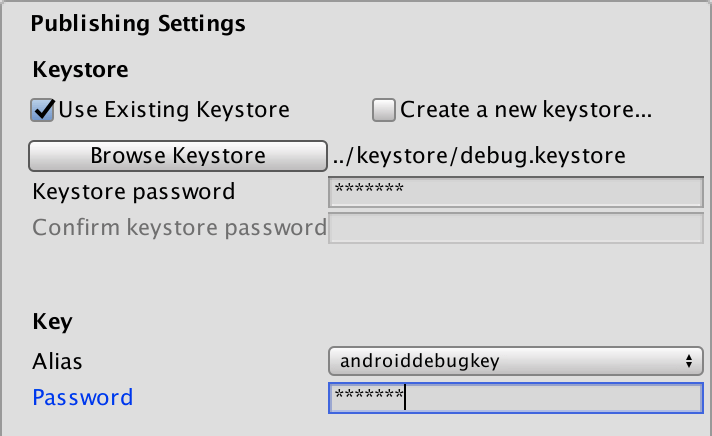 Publishing Settings
Keystore
Use Existing Keystore Create a new keystore...
Browse Keystore ../keystore/debug.keystore
Keystore password *******
Confirm keystore password
Key
Alias androiddebugkey
Password *******